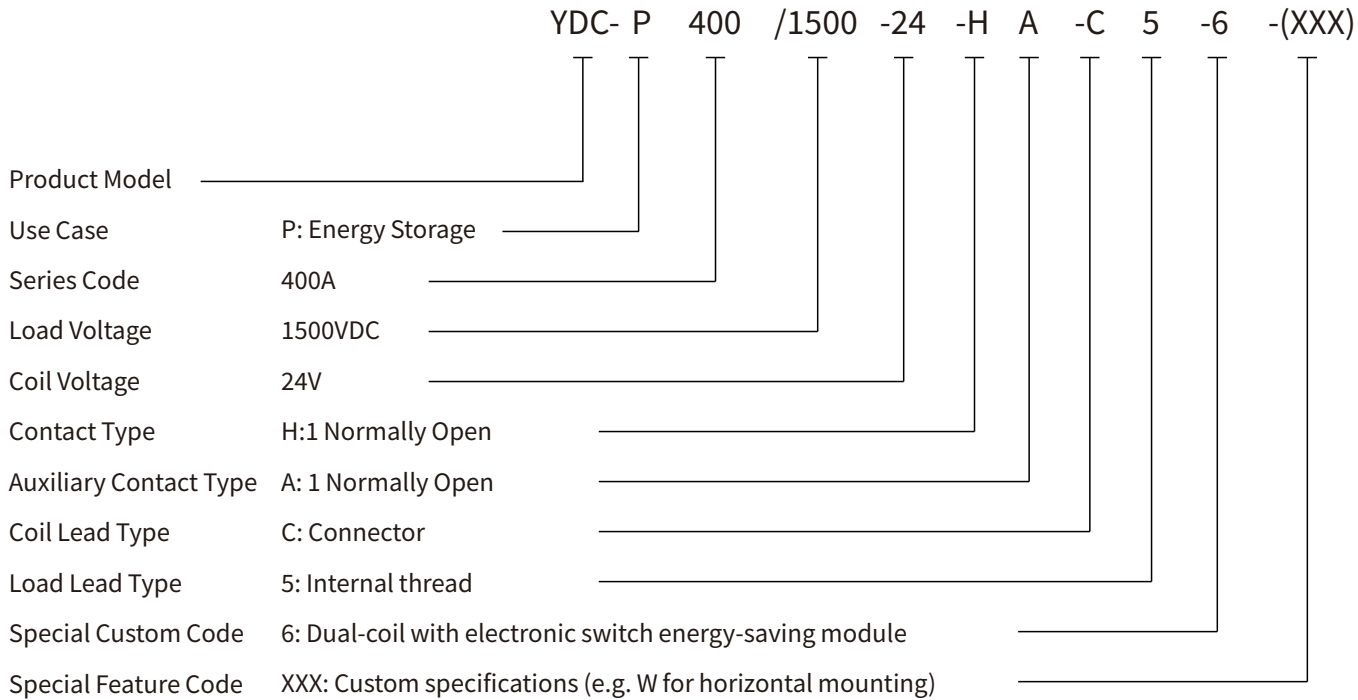 YDC- P 400 /1500 -24 -H A -C 5 -6 -(XXX)
Product Model
Use Case P: Energy Storage
Series Code 400A
Load Voltage 1500VDC
Coil Voltage 24V
Contact Type H:1 Normally Open
Auxiliary Contact Type A: 1 Normally Open
Coil Lead Type C: Connector
Load Lead Type 5: Internal thread
Special Custom Code 6: Dual-coil with electronic switch energy-saving module
Special Feature Code XXX: Custom specifications (e.g. W for horizontal mounting)